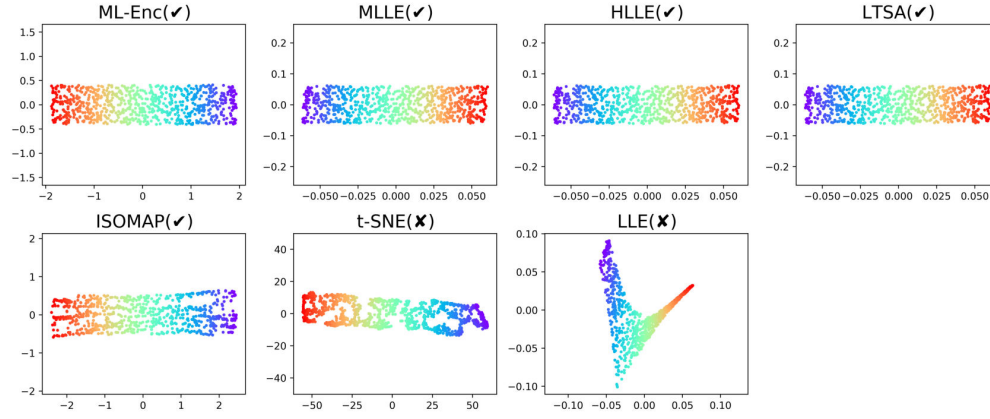 ML-Enc(✔) MLLE(✔) HLLE(✔) LTSA(✔)
1.5 0.2 0.2 0.2
1.0 0.1 0.1 0.1
0.5
0.0 0.0 0.0 0.0
−0.5
−1.0 −0.1 −0.1 −0.1
−1.5 −0.2 −0.2 −0.2
−2 −1 0 1 2 −0.050 −0.025 0.000 0.025 0.050 −0.050 −0.025 0.000 0.025 0.050 −0.050 −0.025 0.000 0.025 0.050
ISOMAP(✔) t-SNE(✘) LLE(✘)
2 40 0.10
1 20 0.05
0 0 0.00
−1 −20 −0.05
−2 −40 −0.10
−2 −1 0 1 2 −50 −25 0 25 50 −0.10 −0.05 0.00 0.05 0.10